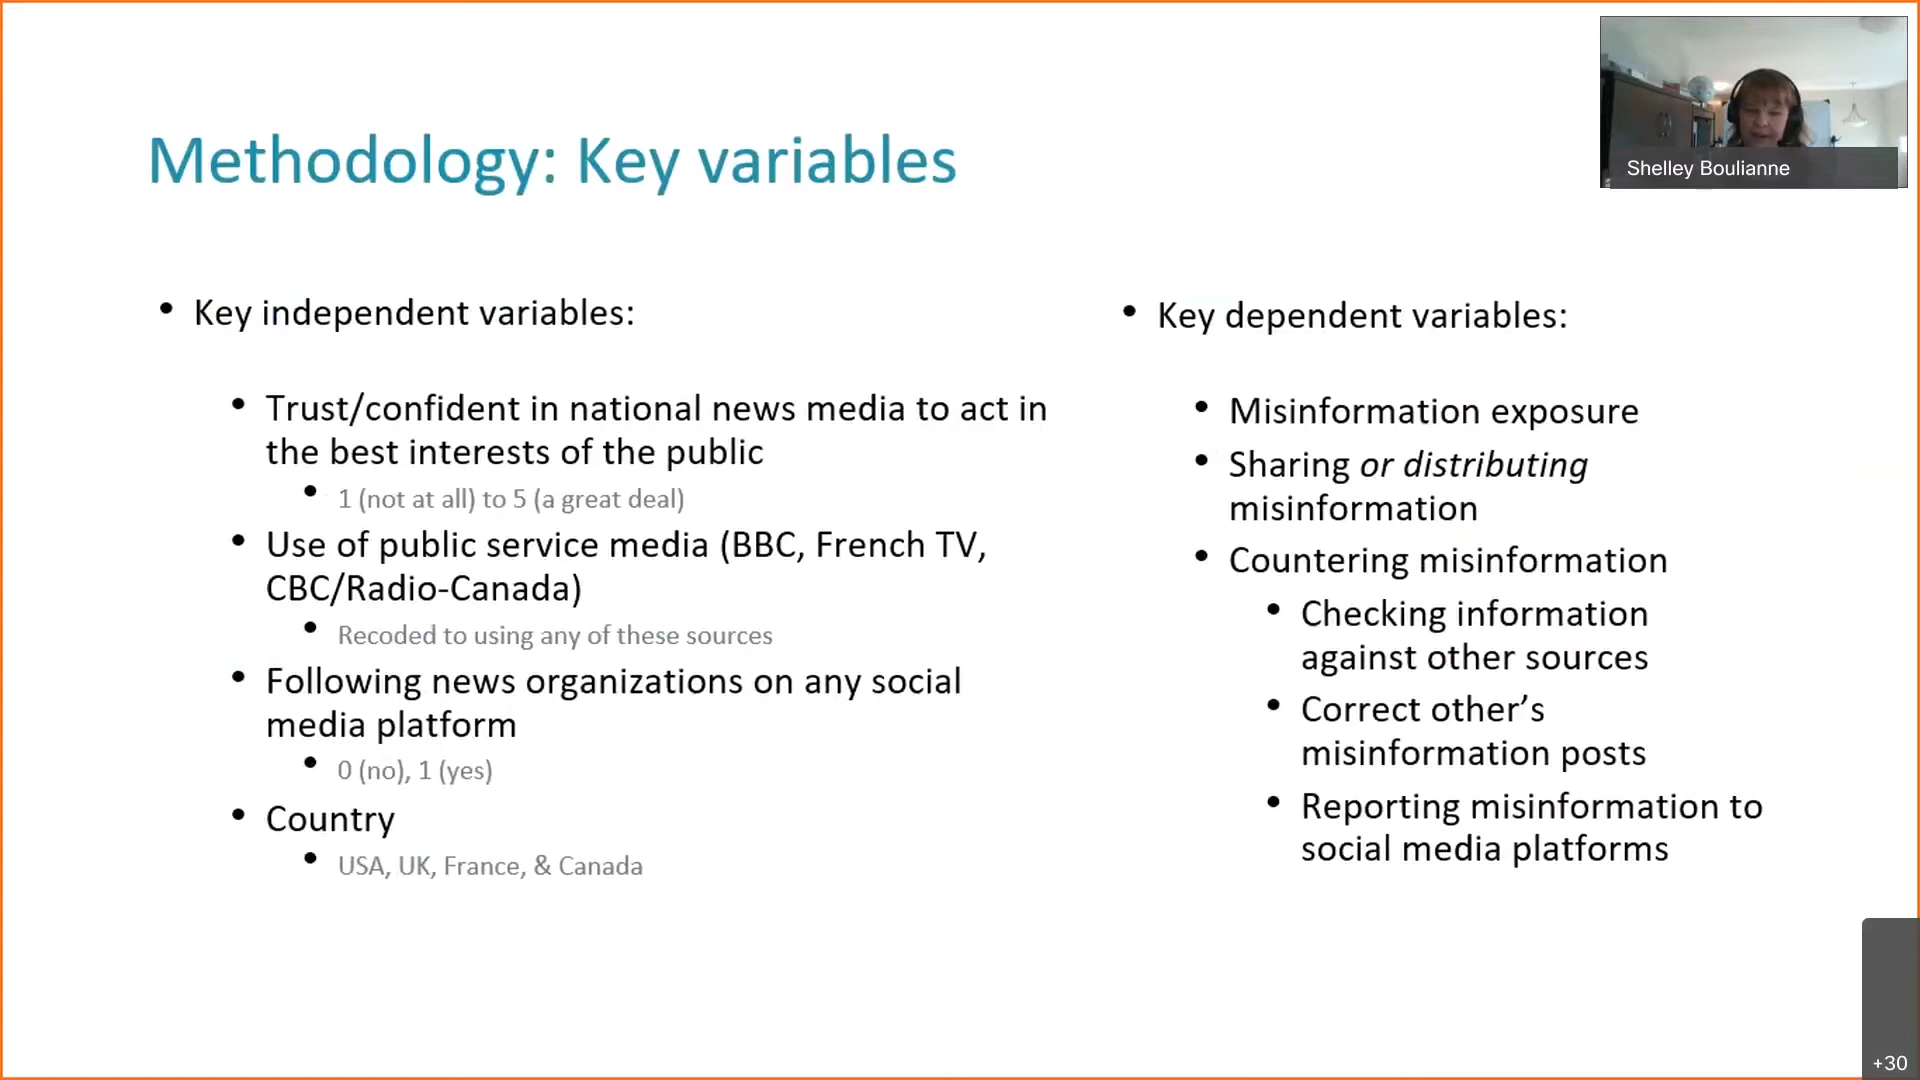 Methodology: Key variables
Shelley Boulianne
• Key independent variables:
• Trust/confident in national news media to act in
the best interests of the public
• 1 (not at all) to 5 (a great deal)
• Use of public service media (BBC, French TV,
CBC/Radio-Canada)
• Recoded to using any of these sources
• Following news organizations on any social
media platform
• 0 (no), 1 (yes)
• Country
• USA, UK, France, & Canada
• Key dependent variables:
• Misinformation exposure
• Sharing or distributing
misinformation
• Countering misinformation
• Checking information
against other sources
• Correct other’s
misinformation posts
• Reporting misinformation to
social media platforms
+30